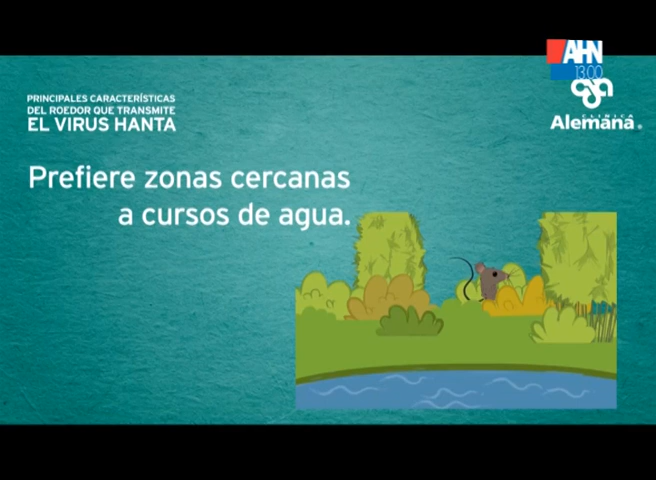 AHN
13:00
CLINICA
Alemana
PRINCIPALES CARACTERÍSTICAS
DEL ROEDOR QUE TRANSMITE
EL VIRUS HANTA
Prefiere zonas cercanas
a cursos de agua.